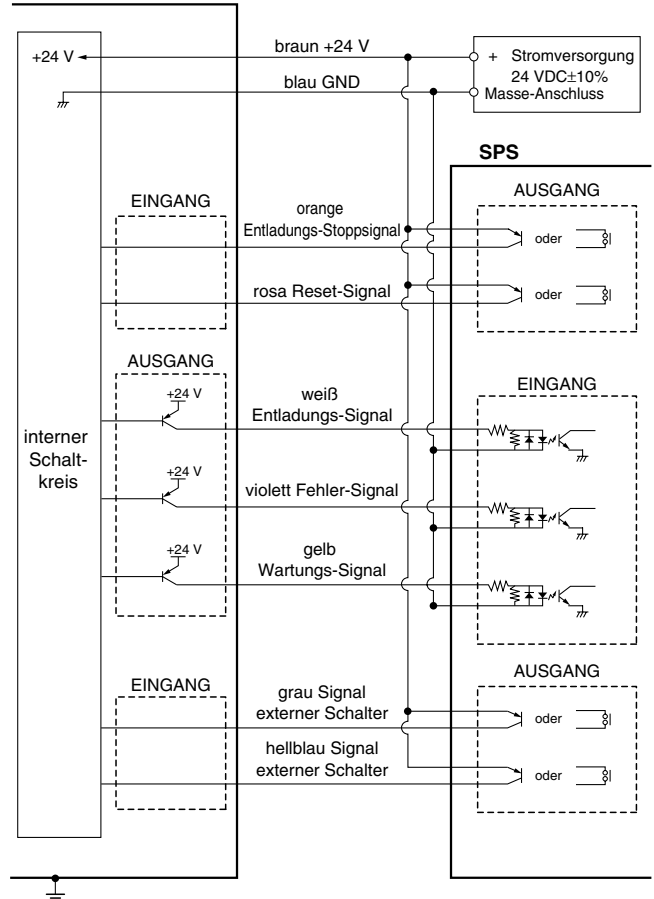 +24 V
braun +24 V
+ Stromversorgung
24 VDC±10%
blau GND
Masse-Anschluss
SPS
EINGANG
AUSGANG
orange
Entladungs-Stoppsignal
oder
rosa Reset-Signal
oder
AUSGANG
EINGANG
+24 V
weiß
Entladungs-Signal
interner
Schalt-
kreis
+24 V
violett Fehler-Signal
+24 V
gelb
Wartungs-Signal
EINGANG
AUSGANG
grau Signal
externer Schalter
oder
hellblau Signal
externer Schalter
oder